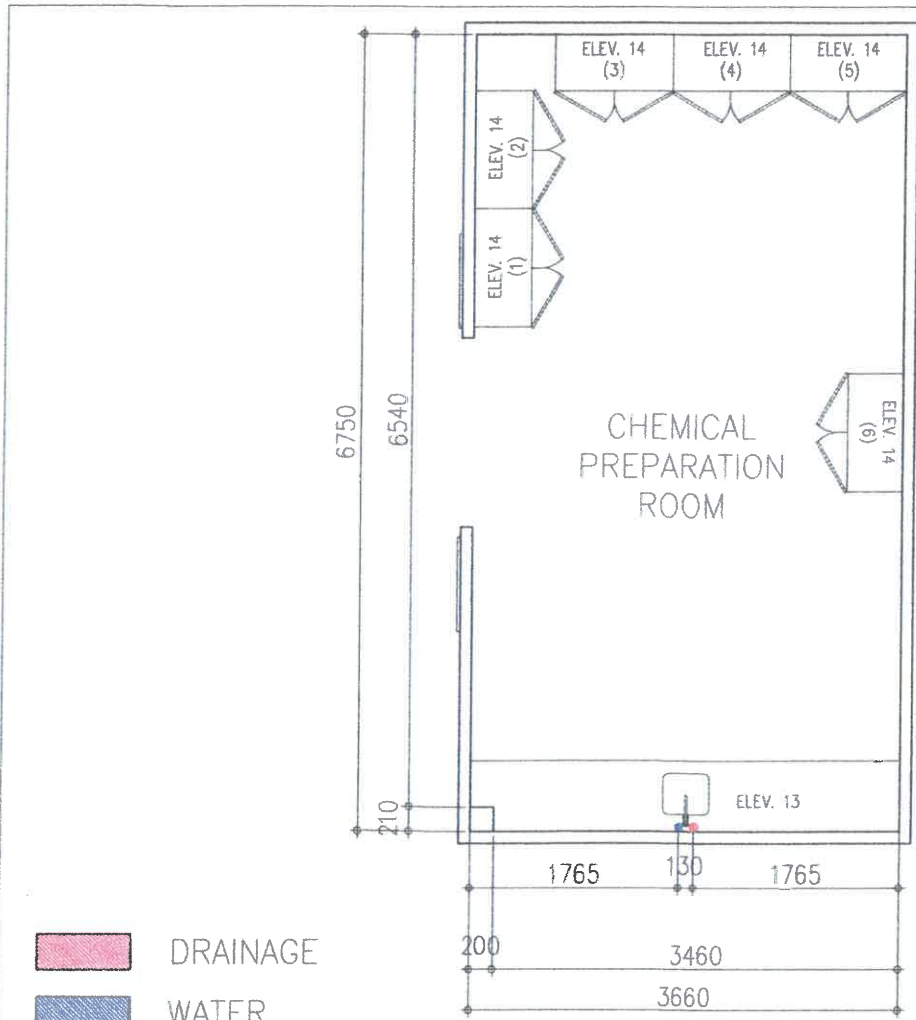 ELEV. 14
(3)
ELEV. 14
(4)
ELEV. 14
(5)
ELEV. 14
(2)
ELEV. 14
(1)
ELEV. 14
(6)
6750
6540
CHEMICAL
PREPARATION
ROOM
210
ELEV. 13
1765
130
1765
200
3460
3660
DRAINAGE
WATER